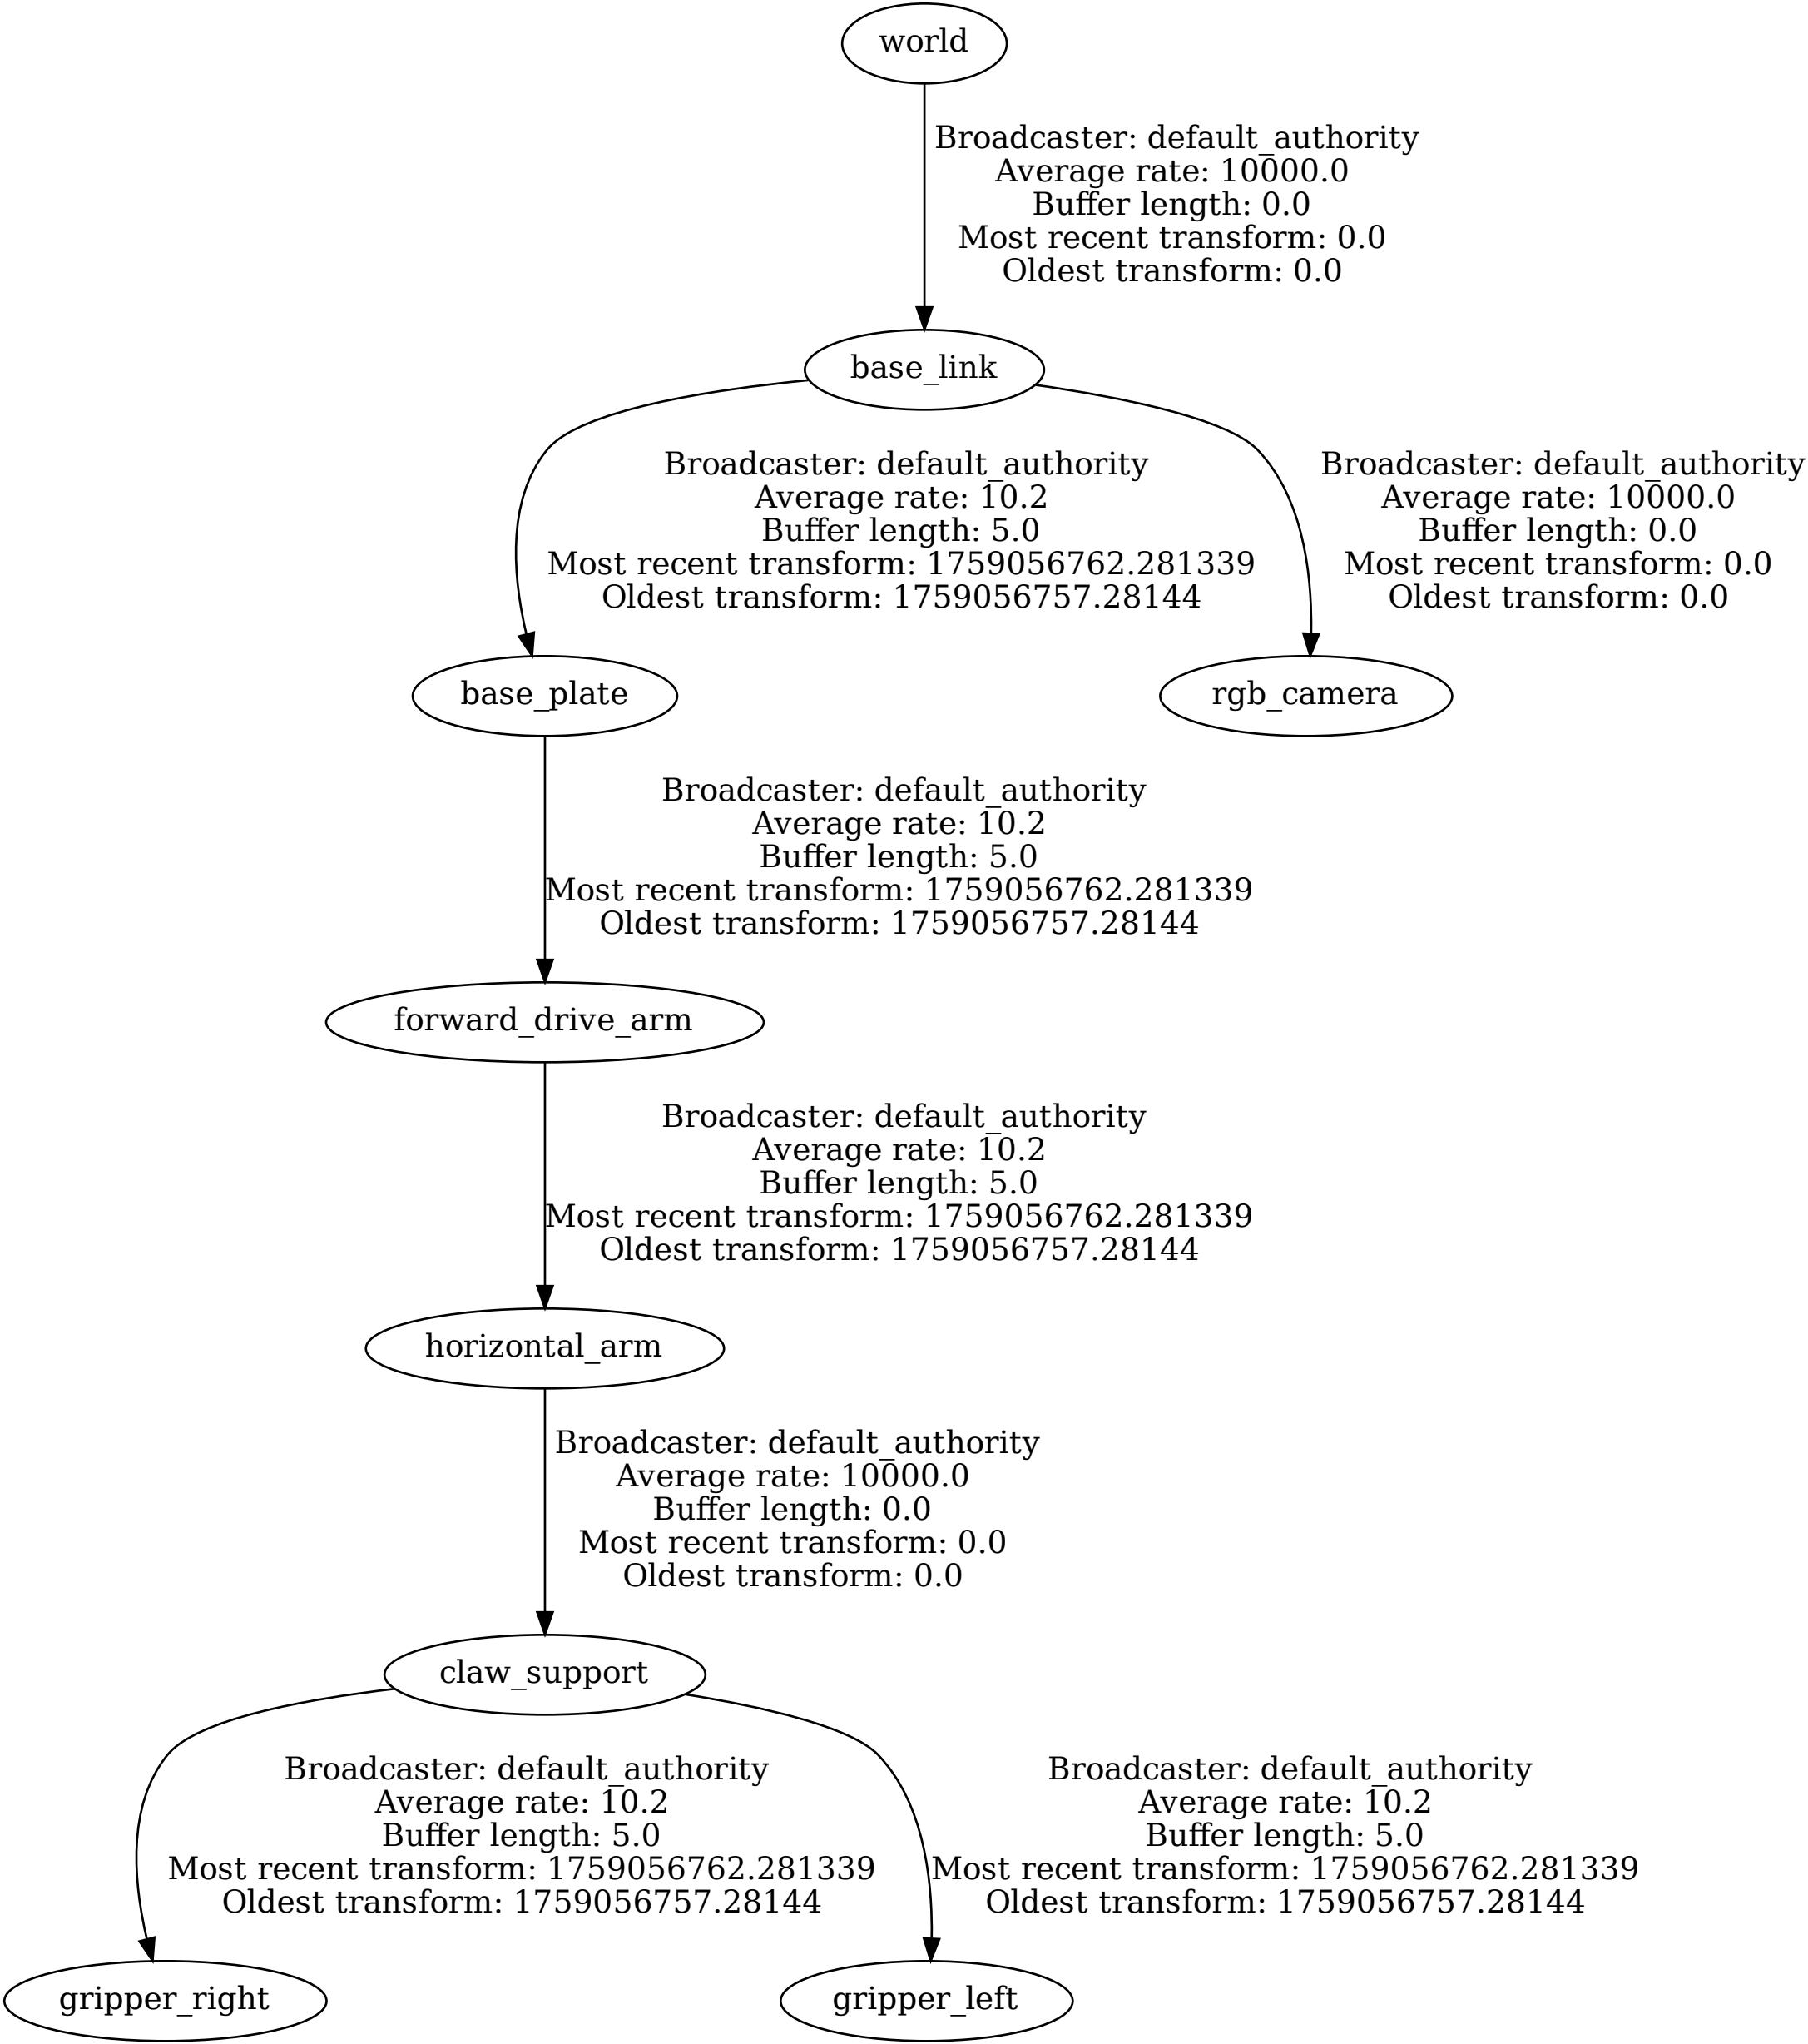 world
Broadcaster: default_authority
Average rate: 10000.0
Buffer length: 0.0
Most recent transform: 0.0
Oldest transform: 0.0
base_link
Broadcaster: default_authority
Average rate: 10.2
Buffer length: 5.0
Most recent transform: 1759056762.281339
Oldest transform: 1759056757.28144
Broadcaster: default_authority
Average rate: 10000.0
Buffer length: 0.0
Most recent transform: 0.0
Oldest transform: 0.0
base_plate
rgb_camera
Broadcaster: default_authority
Average rate: 10.2
Buffer length: 5.0
Most recent transform: 1759056762.281339
Oldest transform: 1759056757.28144
forward_drive_arm
Broadcaster: default_authority
Average rate: 10.2
Buffer length: 5.0
Most recent transform: 1759056762.281339
Oldest transform: 1759056757.28144
horizontal_arm
Broadcaster: default_authority
Average rate: 10000.0
Buffer length: 0.0
Most recent transform: 0.0
Oldest transform: 0.0
claw_support
Broadcaster: default_authority
Average rate: 10.2
Buffer length: 5.0
Most recent transform: 1759056762.281339
Oldest transform: 1759056757.28144
Broadcaster: default_authority
Average rate: 10.2
Buffer length: 5.0
Most recent transform: 1759056762.281339
Oldest transform: 1759056757.28144
gripper_right
gripper_left